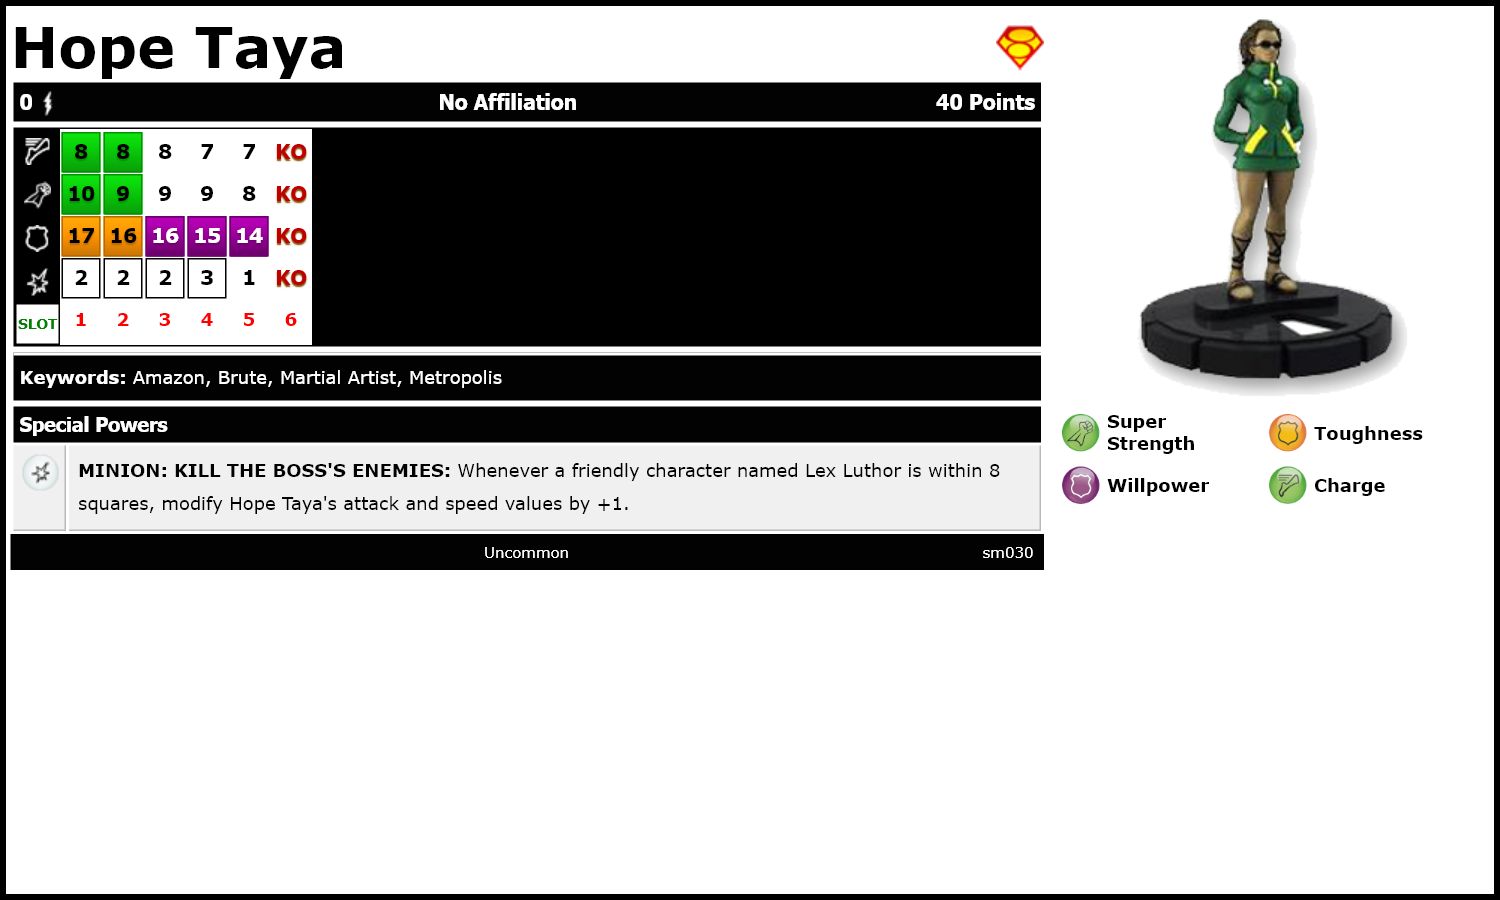 Hope Taya
0 No Affiliation 40 Points
8 8 8 7 7 KO
10 9 9 9 8 KO
17 16 16 15 14 KO
2 2 2 3 1 KO
SLOT 1 2 3 4 5 6
Keywords: Amazon, Brute, Martial Artist, Metropolis
Special Powers
MINION: KILL THE BOSS'S ENEMIES: Whenever a friendly character named Lex Luthor is within 8
squares, modify Hope Taya's attack and speed values by +1.
Uncommon sm030
Super
Strength
Toughness
Willpower
Charge